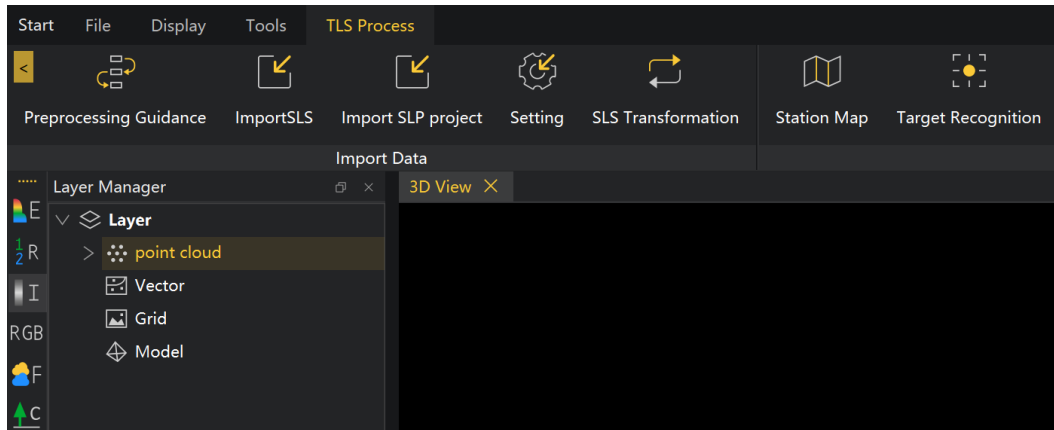 Start File Display Tools TLS Process
<
Preprocessing Guidance ImportSLS Import SLP project Setting SLS Transformation Station Map Target Recognition
Import Data
Layer Manager 3D View
E
Layer
1 2 R
point cloud
I
Vector
Grid
RGB
Model
F
C